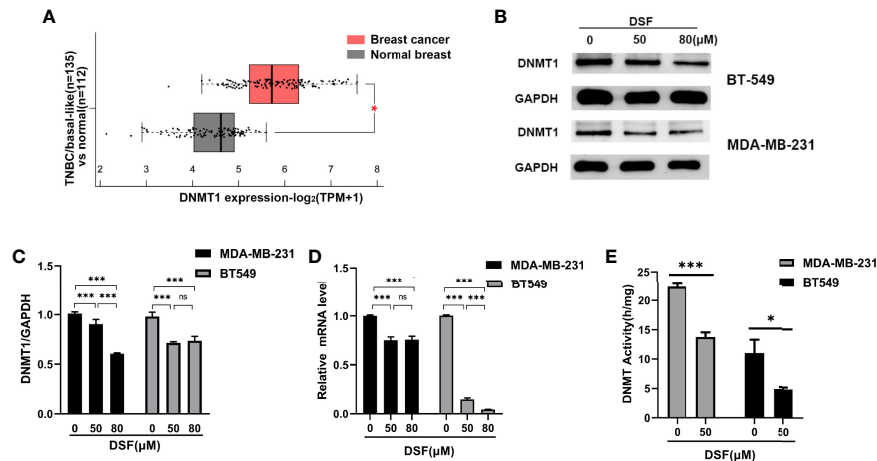 A
TNBC/basal-like(n=135)
vs normal(n=112)
Breast cancer
Normal breast
*
2 3 4 5 6 7 8
DNMT1 expression-log₂(TPM+1)
B
DSF
0 50 80(μM)
DNMT1
GAPDH
BT-549
DNMT1
GAPDH
MDA-MB-231
C
MDA-MB-231
BT549
DNMT1/GAPDH
1.5
1.0
0.5
0.0
***
*** ***
***
*** ns
0 50 80 0 50 80
DSF(μM)
D
MDA-MB-231
BT549
Relative mRNA level
1.5
1.0
0.5
0.0
***
*** ns
***
*** ***
0 50 80 0 50 80
DSF(μM)
E
MDA-MB-231
BT549
DNMT Activity(h/mg)
25
20
15
10
5
0
***
*
0 50 0 50
DSF(μM)